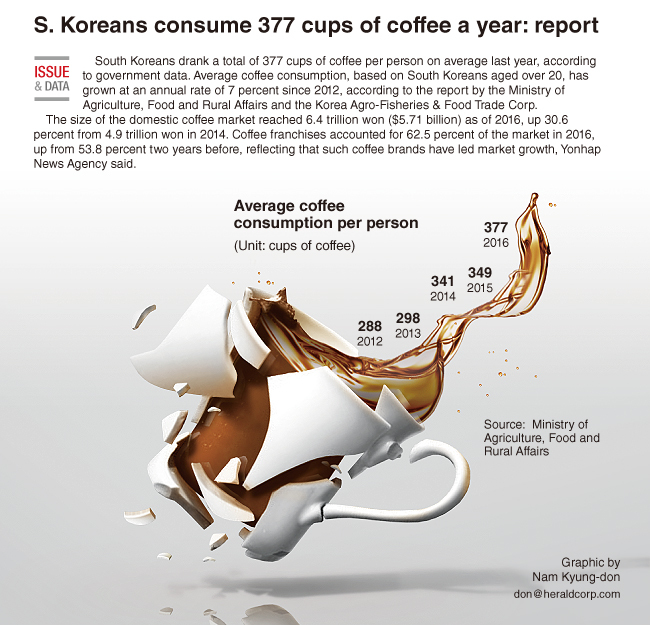 S. Koreans consume 377 cups of coffee a year: report
ISSUE
& DATA
South Koreans drank a total of 377 cups of coffee per person on average last year, according
to government data. Average coffee consumption, based on South Koreans aged over 20, has
grown at an annual rate of 7 percent since 2012, according to the report by the Ministry of
Agriculture, Food and Rural Affairs and the Korea Agro-Fisheries & Food Trade Corp.
The size of the domestic coffee market reached 6.4 trillion won ($5.71 billion) as of 2016, up 30.6
percent from 4.9 trillion won in 2014. Coffee franchises accounted for 62.5 percent of the market in 2016,
up from 53.8 percent two years before, reflecting that such coffee brands have led market growth, Yonhap
News Agency said.
Average coffee
consumption per person
(Unit: cups of coffee)
288
2012
298
2013
341
2014
349
2015
377
2016
Source: Ministry of
Agriculture, Food and
Rural Affairs
Graphic by
Nam Kyung-don
don@heraldcorp.com